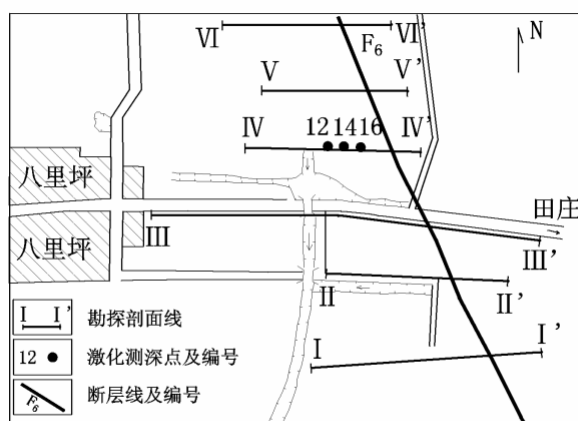 VI VI'
F6
N
V V'
12 14 16
IV IV'
八里坪
田庄
八里坪
III III'
II II'
I I'
I I' 勘探剖面线
12 激化测深点及编号
F6 断层线及编号